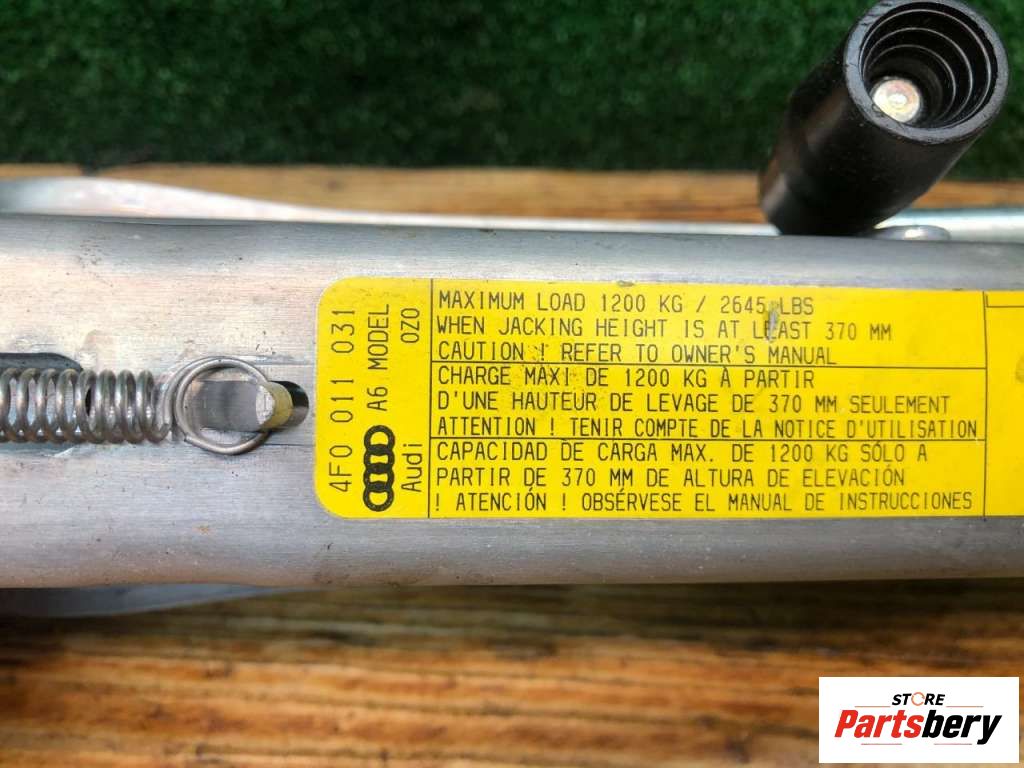 4F0 011 031
A6 MODEL
0Z0
Audi
MAXIMUM LOAD 1200 KG / 2645 LBS
WHEN JACKING HEIGHT IS AT LEAST 370 MM
CAUTION ! REFER TO OWNER'S MANUAL
CHARGE MAXI DE 1200 KG À PARTIR
D'UNE HAUTEUR DE LEVAGE DE 370 MM SEULEMENT
ATTENTION ! TENIR COMPTE DE LA NOTICE D'UTILISATION
CAPACIDAD DE CARGA MAX. DE 1200 KG SÓLO A
PARTIR DE 370 MM DE ALTURA DE ELEVACIÓN
! ATENCIÓN ! OBSÉRVESE EL MANUAL DE INSTRUCCIONES
STORE
Partsbery